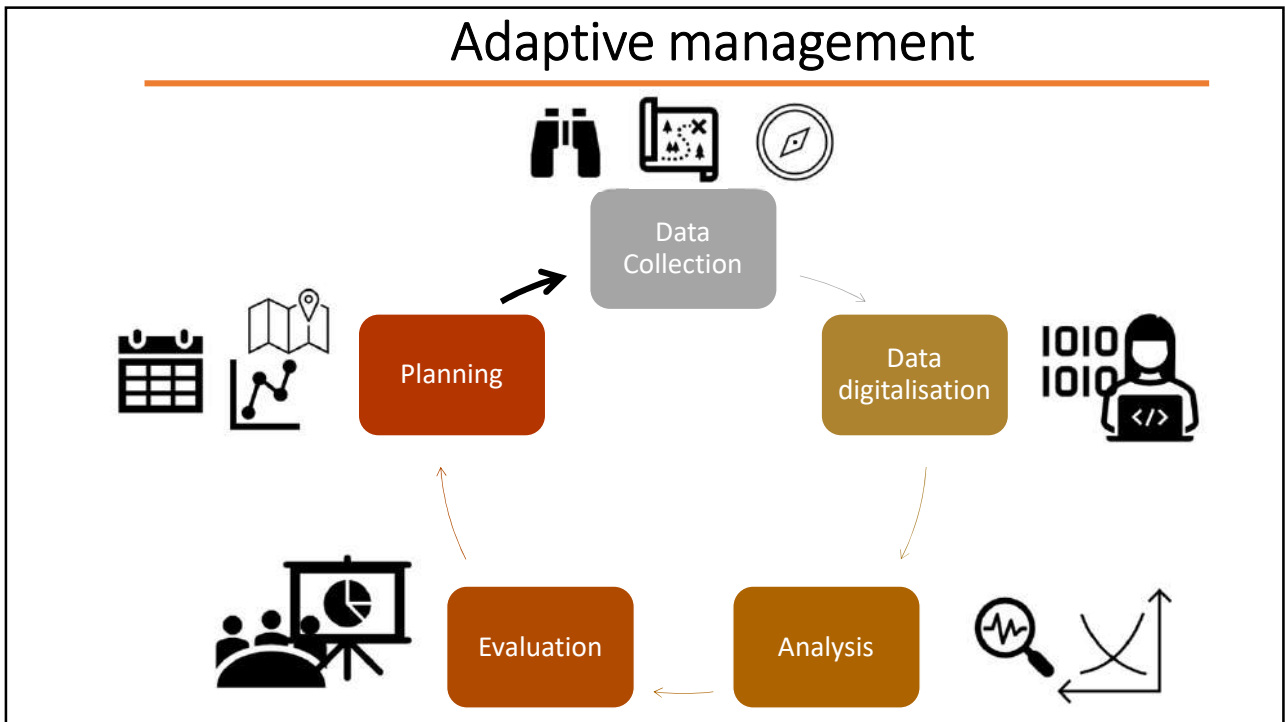 Adaptive management
Data
Collection
Planning
Data
digitalisation
1010
1010
</>
Evaluation
Analysis